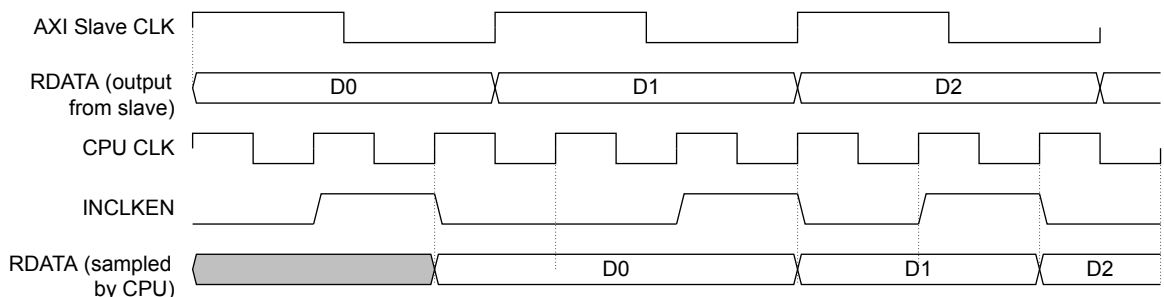 AXI Slave CLK
RDATA (output
from slave)
D0 D1 D2
CPU CLK
INCLKEN
RDATA (sampled
by CPU)
D0 D1 D2